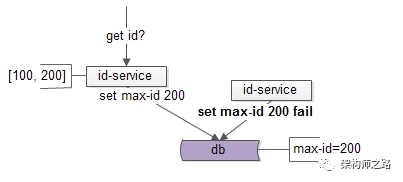 get id?
[100, 200]
id-service
id-service
set max-id 200
set max-id 200 fail
db
max-id=200
架构师之路